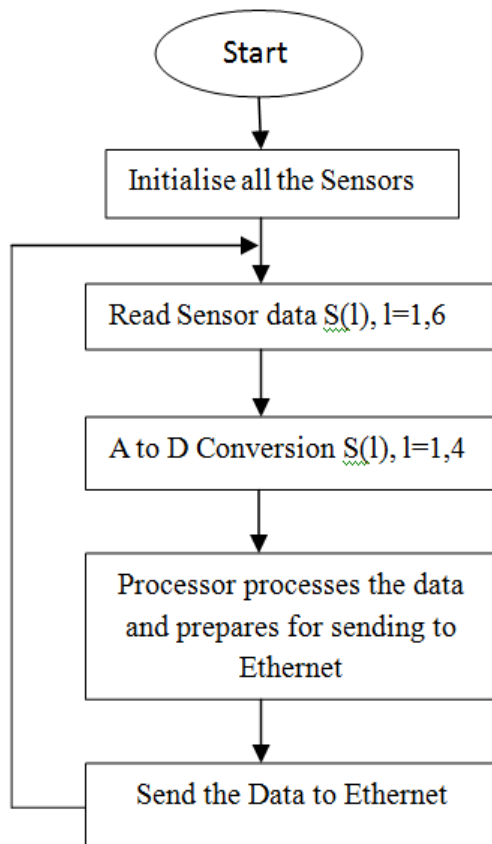 Start
Initialise all the Sensors
Read Sensor data S(l), l=1,6
A to D Conversion S(l), l=1,4
Processor processes the data
and prepares for sending to
Ethernet
Send the Data to Ethernet